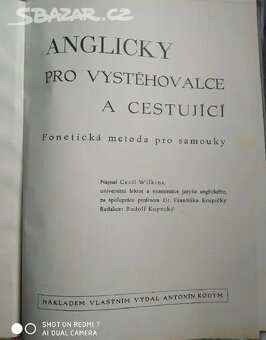 SBAZAR.CZ
ANGLICKY
PRO VYSTĚHOVALCE
A CESTUJÍCÍ
Fonetická metoda pro samouky
Napsal Cecil Wilkins,
universitní lektor a examinátor jazyka anglického,
za spolupráce profesora Dr. Františka Krupičky
Redakce: Rudolf Kopecký
NÁKLADEM VLASTNÍM VYDAL ANTONÍN KODYM
SHOT ON REDMI 7
AI DUAL CAMERA